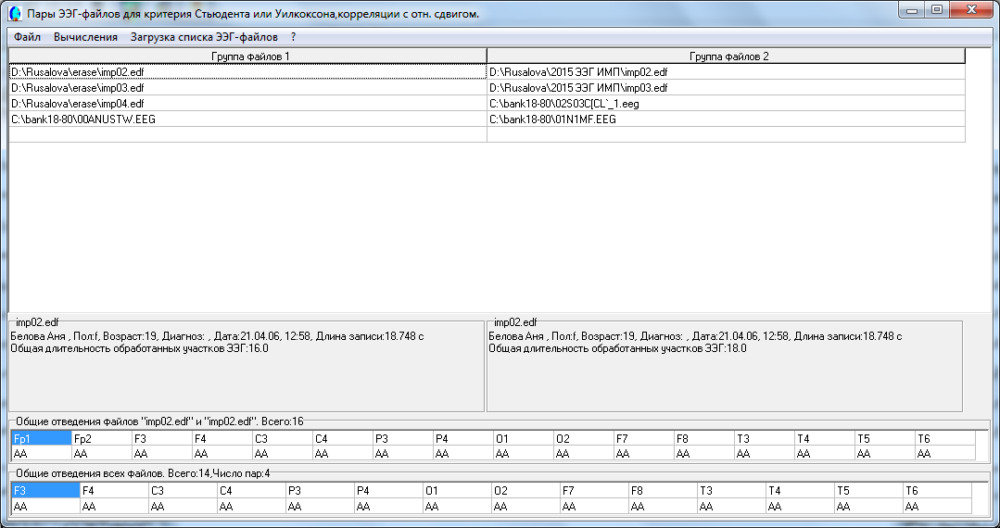 Пары ЭЭГ-файлов для критерия Стьюдента или Уилкоксона,корреляции с отн. сдвигом.
Файл Вычисления Загрузка списка ЭЭГ-файлов ?
Группа файлов 1 Группа файлов 2
D:\Rusalova\erase\imp02.edf D:\Rusalova\2015 ЭЭГ ИМП\imp02.edf
D:\Rusalova\erase\imp03.edf D:\Rusalova\2015 ЭЭГ ИМП\imp03.edf
D:\Rusalova\erase\imp04.edf C:\bank18-80\02S03C[CL`_1.eeg
C:\bank18-80\00ANUSTW.EEG C:\bank18-80\01N1MF.EEG
imp02.edf imp02.edf
Белова Аня , Пол:f, Возраст:19, Диагноз: , Дата:21.04.06, 12:58, Длина записи:18.748 с Белова Аня , Пол:f, Возраст:19, Диагноз: , Дата:21.04.06, 12:58, Длина записи:18.748 с
Общая длительность обработанных участков ЭЭГ:16.0 Общая длительность обработанных участков ЭЭГ:18.0
Общие отведения файлов "imp02.edf" и "imp02.edf". Всего:16
Fp1 Fp2 F3 F4 C3 C4 P3 P4 O1 O2 F7 F8 T3 T4 T5 T6
AA AA AA AA AA AA AA AA AA AA AA AA AA AA AA AA
Общие отведения всех файлов. Всего:14,Число пар:4
F3 F4 C3 C4 P3 P4 O1 O2 F7 F8 T3 T4 T5 T6
AA AA AA AA AA AA AA AA AA AA AA AA AA AA